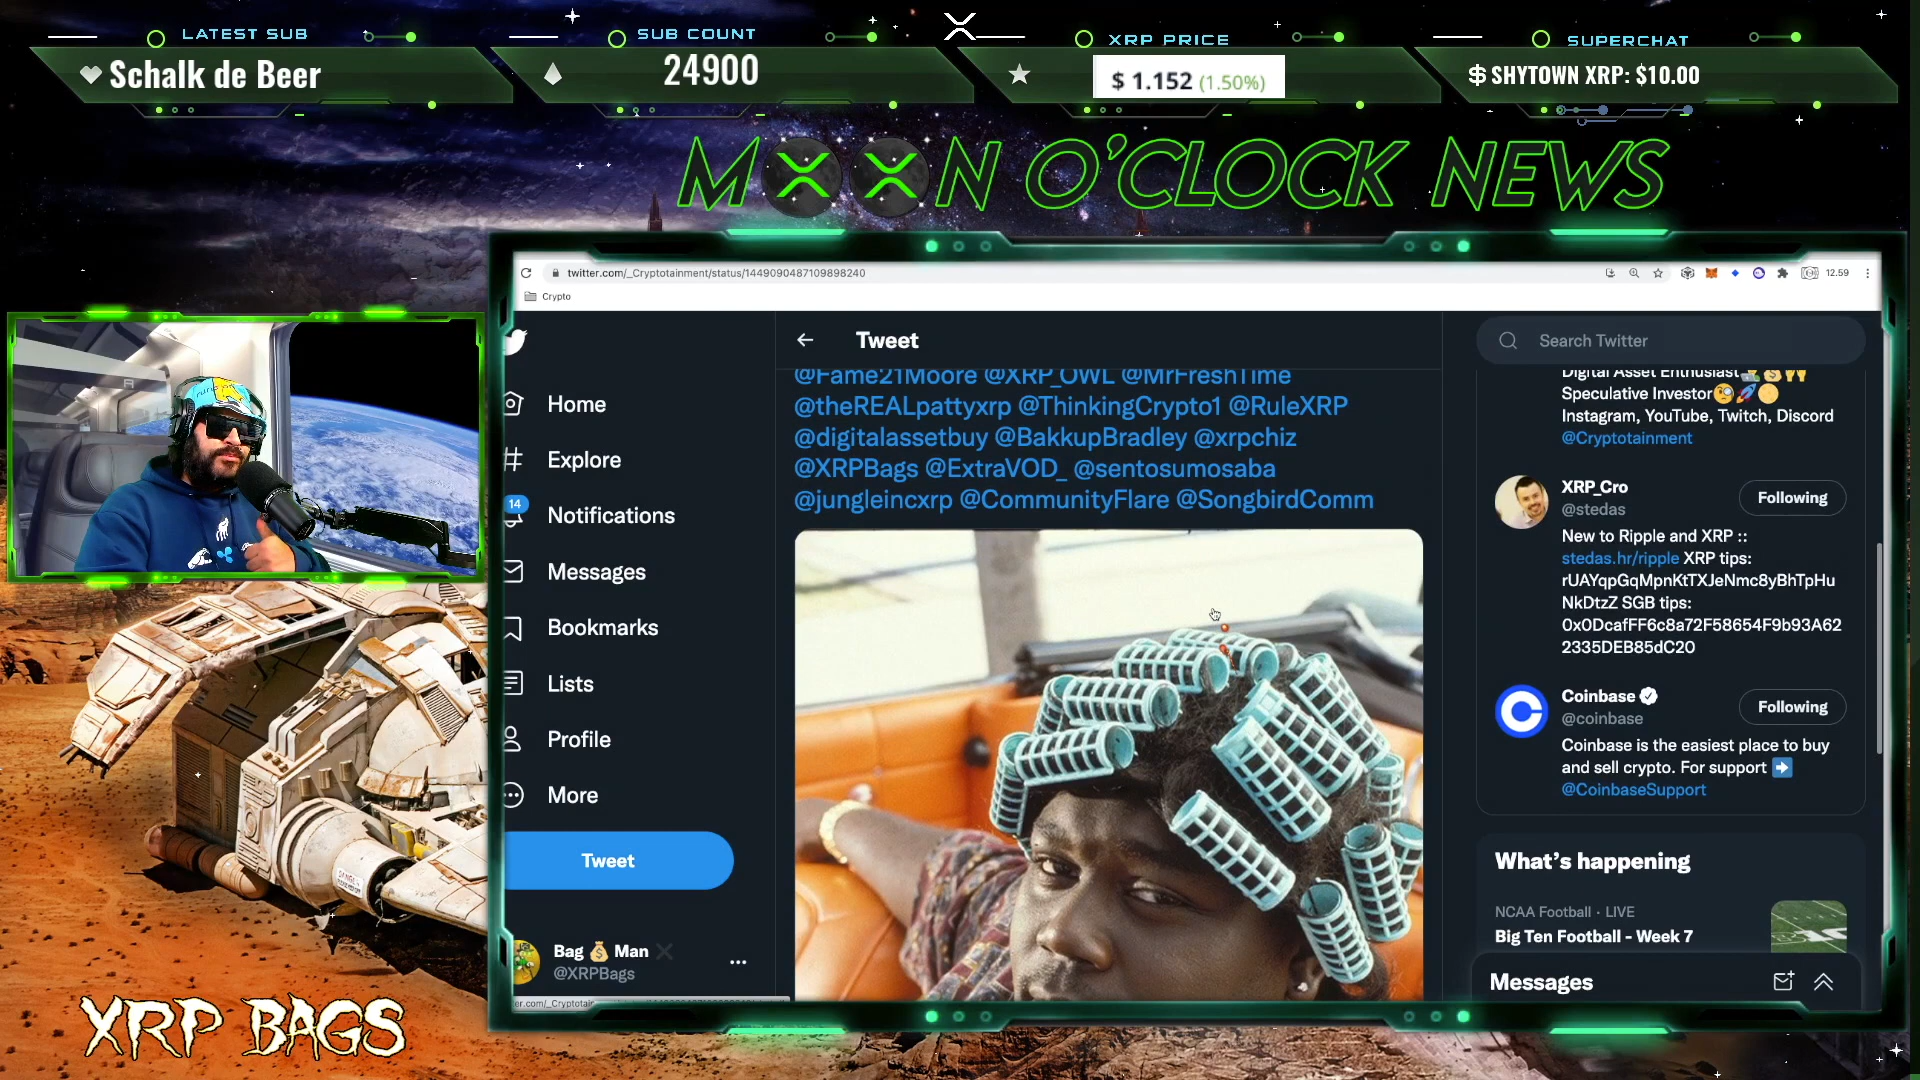 LATEST SUB
Schalk de Beer
SUB COUNT
24900
XRP PRICE
$ 1.152 (1.50%)
SUPERCHAT
$ SHYTOWN XRP: $10.00
MOON O'CLOCK NEWS
twitter.com/_Cryptotainment/status/1449090487109898240
12.59
Crypto
Home
Explore
14
Notifications
Messages
Bookmarks
Lists
Profile
More
Tweet
Bag 💰 Man
@XRPBags
Tweet
@Fame21Moore @XRP_OWL @MrFreshTime
@theREALpattyxrp @ThinkingCrypto1 @RuleXRP
@digitalassetbuy @BakkupBradley @xrpchiz
@XRPBags @ExtraVOD_ @sentosumosaba
@jungleincxrp @CommunityFlare @SongbirdComm
Search Twitter
Digital Asset Enthusiast
Speculative Investor🧐🚀🌕
Instagram, YouTube, Twitch, Discord
@Cryptotainment
XRP_Cro
@stedas
Following
New to Ripple and XRP ::
stedas.hr/ripple XRP tips:
rUAYqpGqMpnKtTXJeNmc8yBhTpHu
NkDtzZ SGB tips:
0x0DcafFF6c8a72F58654F9b93A62
2335DEB85dC20
Coinbase
@coinbase
Following
Coinbase is the easiest place to buy
and sell crypto. For support ➡️
@CoinbaseSupport
What's happening
NCAA Football · LIVE
Big Ten Football - Week 7
Messages
XRP BAGS